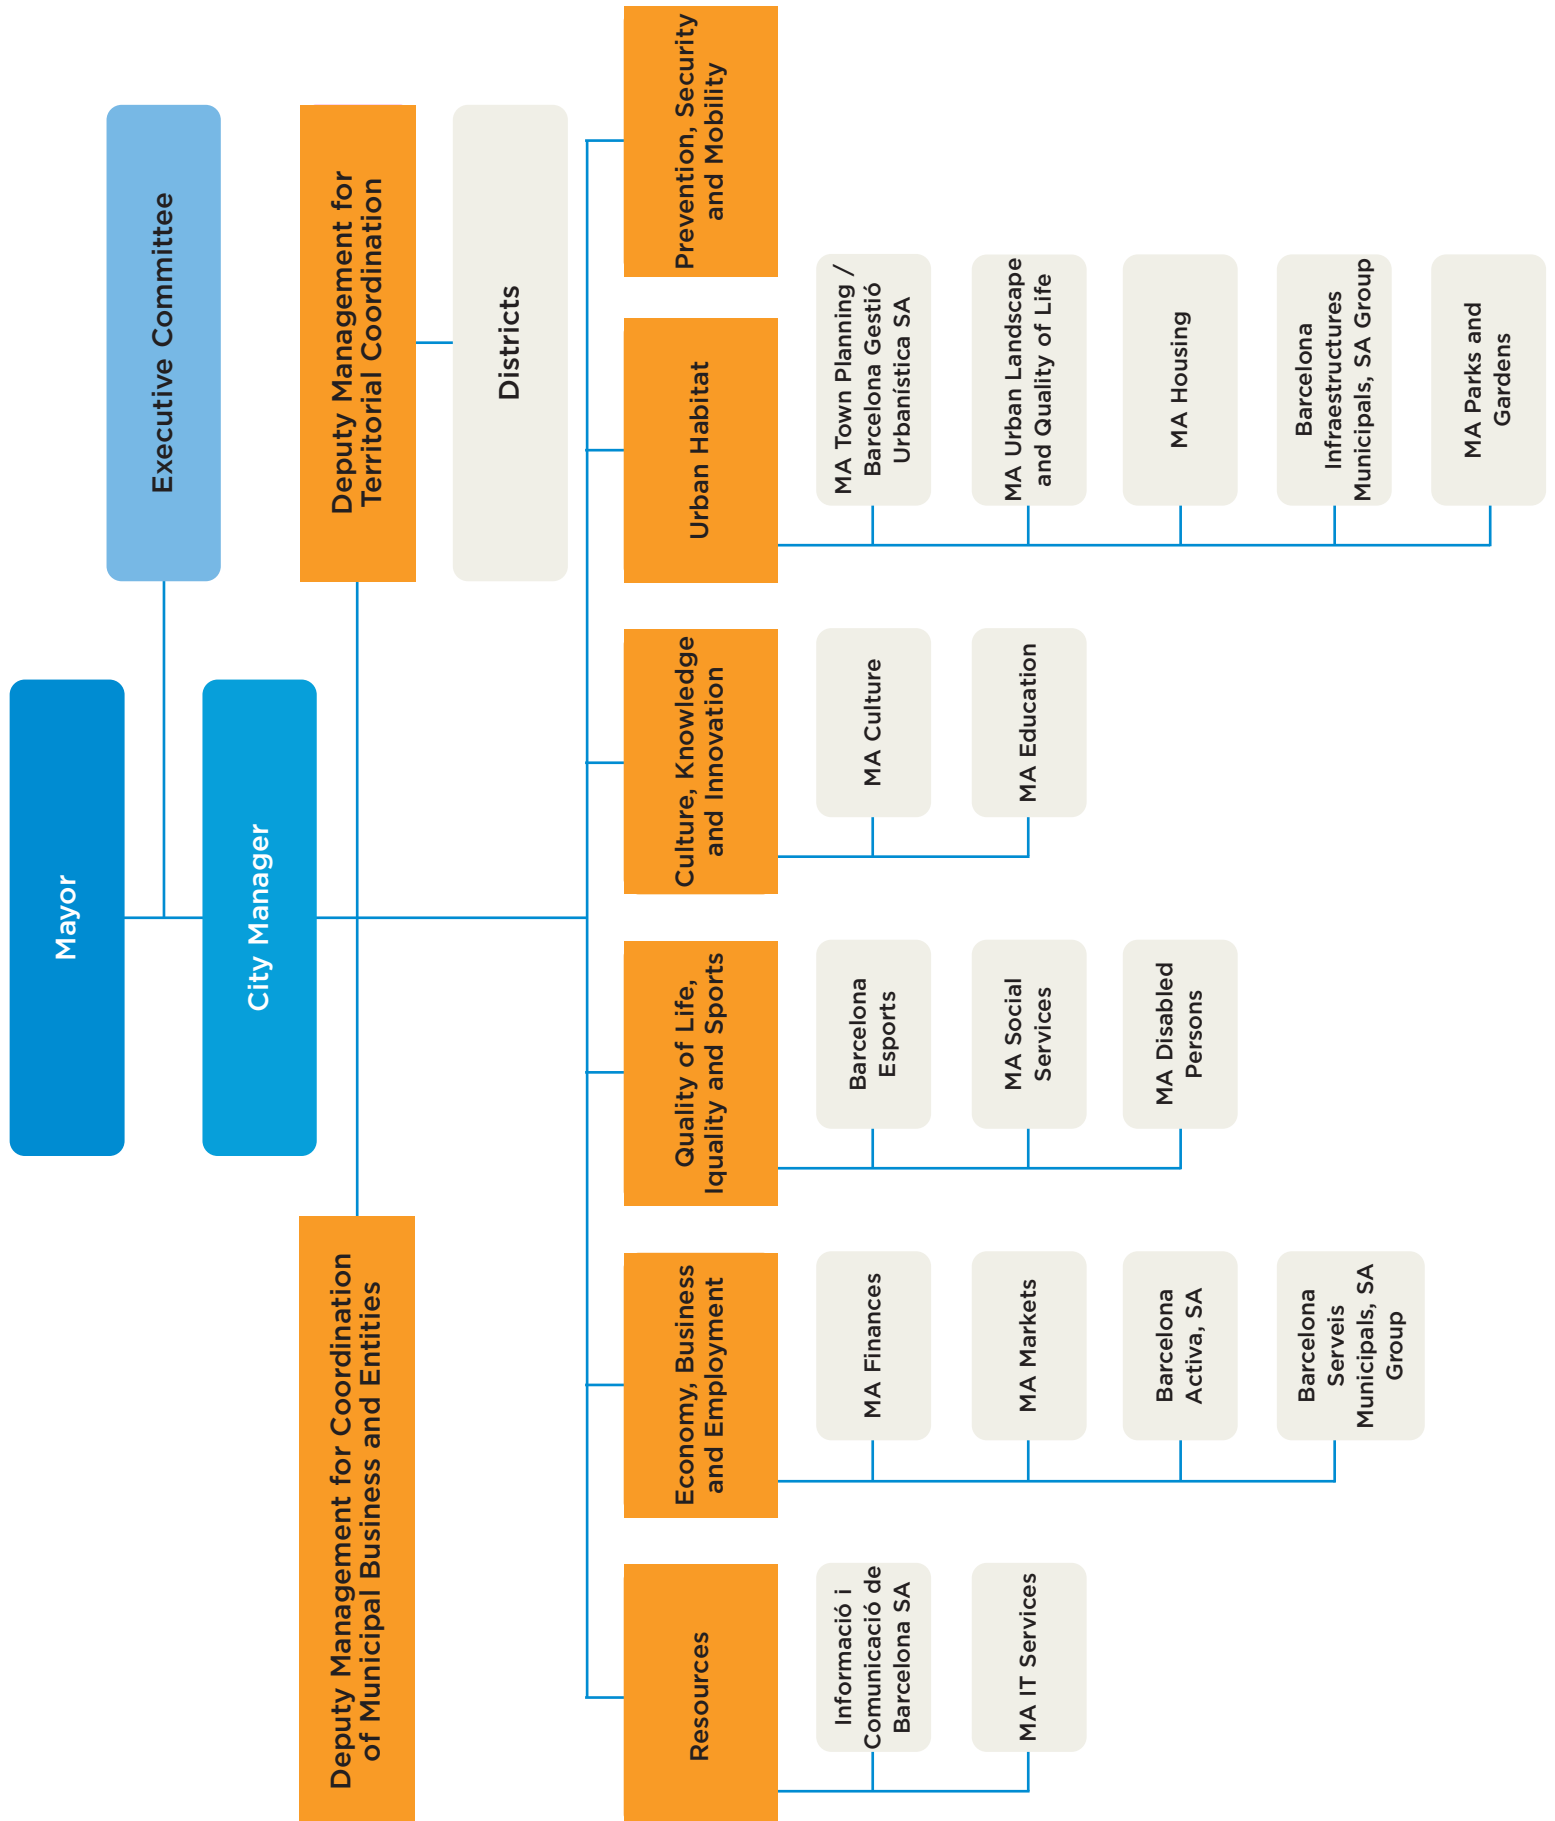 Mayor
Executive Committee
City Manager
Deputy Management for Coordination
of Municipal Business and Entities
Deputy Management for
Territorial Coordination
Districts
Resources
Informació i
Comunicació de
Barcelona SA
MA IT Services
Economy, Business
and Employment
MA Finances
MA Markets
Barcelona
Activa, SA
Barcelona
Serveis
Municipals, SA
Group
Quality of Life,
Iquality and Sports
Barcelona
Esports
MA Social
Services
MA Disabled
Persons
Culture, Knowledge
and Innovation
MA Culture
MA Education
Urban Habitat
MA Town Planning /
Barcelona Gestió
Urbanística SA
MA Urban Landscape
and Quality of Life
MA Housing
Barcelona
Infraestructures
Municipals, SA Group
MA Parks and
Gardens
Prevention, Security
and Mobility